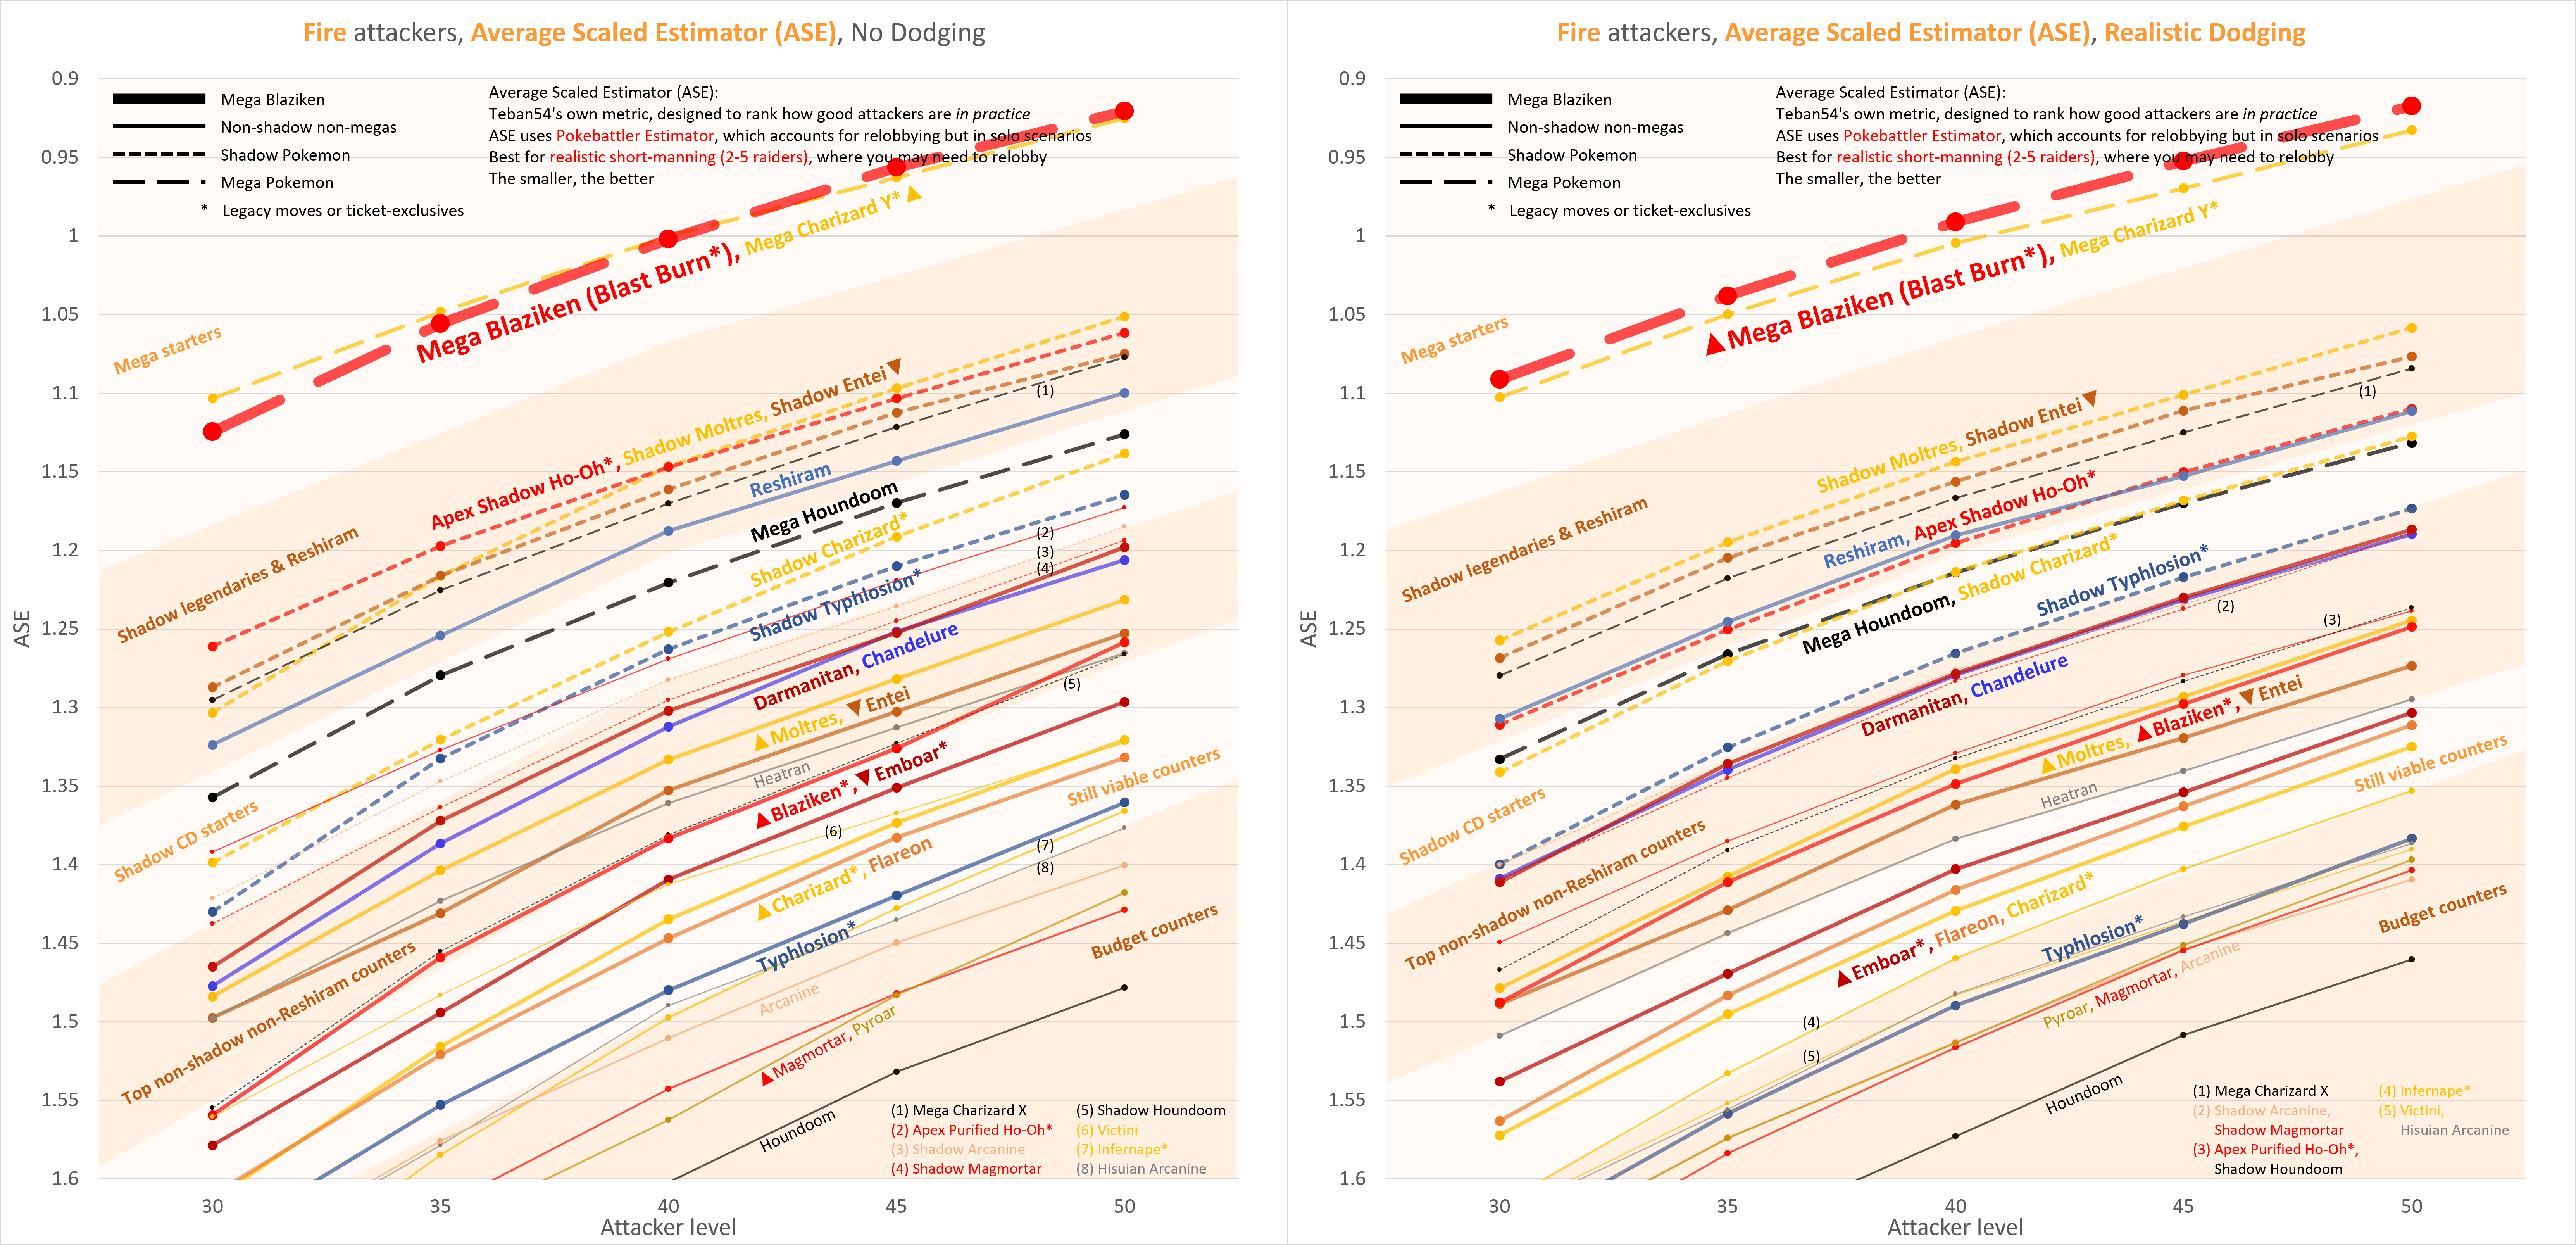 Fire attackers, Average Scaled Estimator (ASE), No Dodging
0.9
0.95
1
1.05
1.1
1.15
1.2
1.25
1.3
1.35
1.4
1.45
1.5
1.55
1.6
ASE
30
35
40
45
50
Attacker level
Mega Blaziken
Non-shadow non-megas
Shadow Pokemon
Mega Pokemon
* Legacy moves or ticket-exclusives
Average Scaled Estimator (ASE):
Teban54's own metric, designed to rank how good attackers are in practice
ASE uses Pokebattler Estimator, which accounts for relobbying but in solo scenarios
Best for realistic short-manning (2-5 raiders), where you may need to relobby
The smaller, the better
Mega starters
Mega Blaziken (Blast Burn*), Mega Charizard Y* ▲
Shadow legendaries & Reshiram
Apex Shadow Ho-Oh*, Shadow Moltres, Shadow Entei ▼
(1)
Reshiram
Mega Houndoom
Shadow Charizard*
Shadow Typhlosion*
(2)
(3)
(4)
Shadow CD starters
Darmanitan, Chandelure
▲Moltres, ▼Entei
(5)
Heatran
▲Blaziken*, ▼Emboar*
(6)
Still viable counters
▲Charizard*, Flareon
(7)
(8)
Top non-shadow non-Reshiram counters
Typhlosion*
Arcanine
Budget counters
▲Magmortar, Pyroar
Houndoom
(1) Mega Charizard X
(2) Apex Purified Ho-Oh*
(3) Shadow Arcanine
(4) Shadow Magmortar
(5) Shadow Houndoom
(6) Victini
(7) Infernape*
(8) Hisuian Arcanine
Fire attackers, Average Scaled Estimator (ASE), Realistic Dodging
0.9
0.95
1
1.05
1.1
1.15
1.2
1.25
1.3
1.35
1.4
1.45
1.5
1.55
1.6
ASE
30
35
40
45
50
Attacker level
Mega Blaziken
Non-shadow non-megas
Shadow Pokemon
Mega Pokemon
* Legacy moves or ticket-exclusives
Average Scaled Estimator (ASE):
Teban54's own metric, designed to rank how good attackers are in practice
ASE uses Pokebattler Estimator, which accounts for relobbying but in solo scenarios
Best for realistic short-manning (2-5 raiders), where you may need to relobby
The smaller, the better
Mega starters
▲Mega Blaziken (Blast Burn*), Mega Charizard Y*
Shadow legendaries & Reshiram
Shadow Moltres, Shadow Entei ▼
(1)
Reshiram, Apex Shadow Ho-Oh*
Mega Houndoom, Shadow Charizard*
Shadow Typhlosion*
(2)
(3)
Shadow CD starters
Darmanitan, Chandelure
▲Moltres, ▲Blaziken*, ▼Entei
Heatran
Still viable counters
Top non-shadow non-Reshiram counters
▲Emboar*, Flareon, Charizard*
Typhlosion*
Budget counters
(4)
(5)
Pyroar, Magmortar, Arcanine
Houndoom
(1) Mega Charizard X
(2) Shadow Arcanine,
Shadow Magmortar
(3) Apex Purified Ho-Oh*,
Shadow Houndoom
(4) Infernape*
(5) Victini,
Hisuian Arcanine